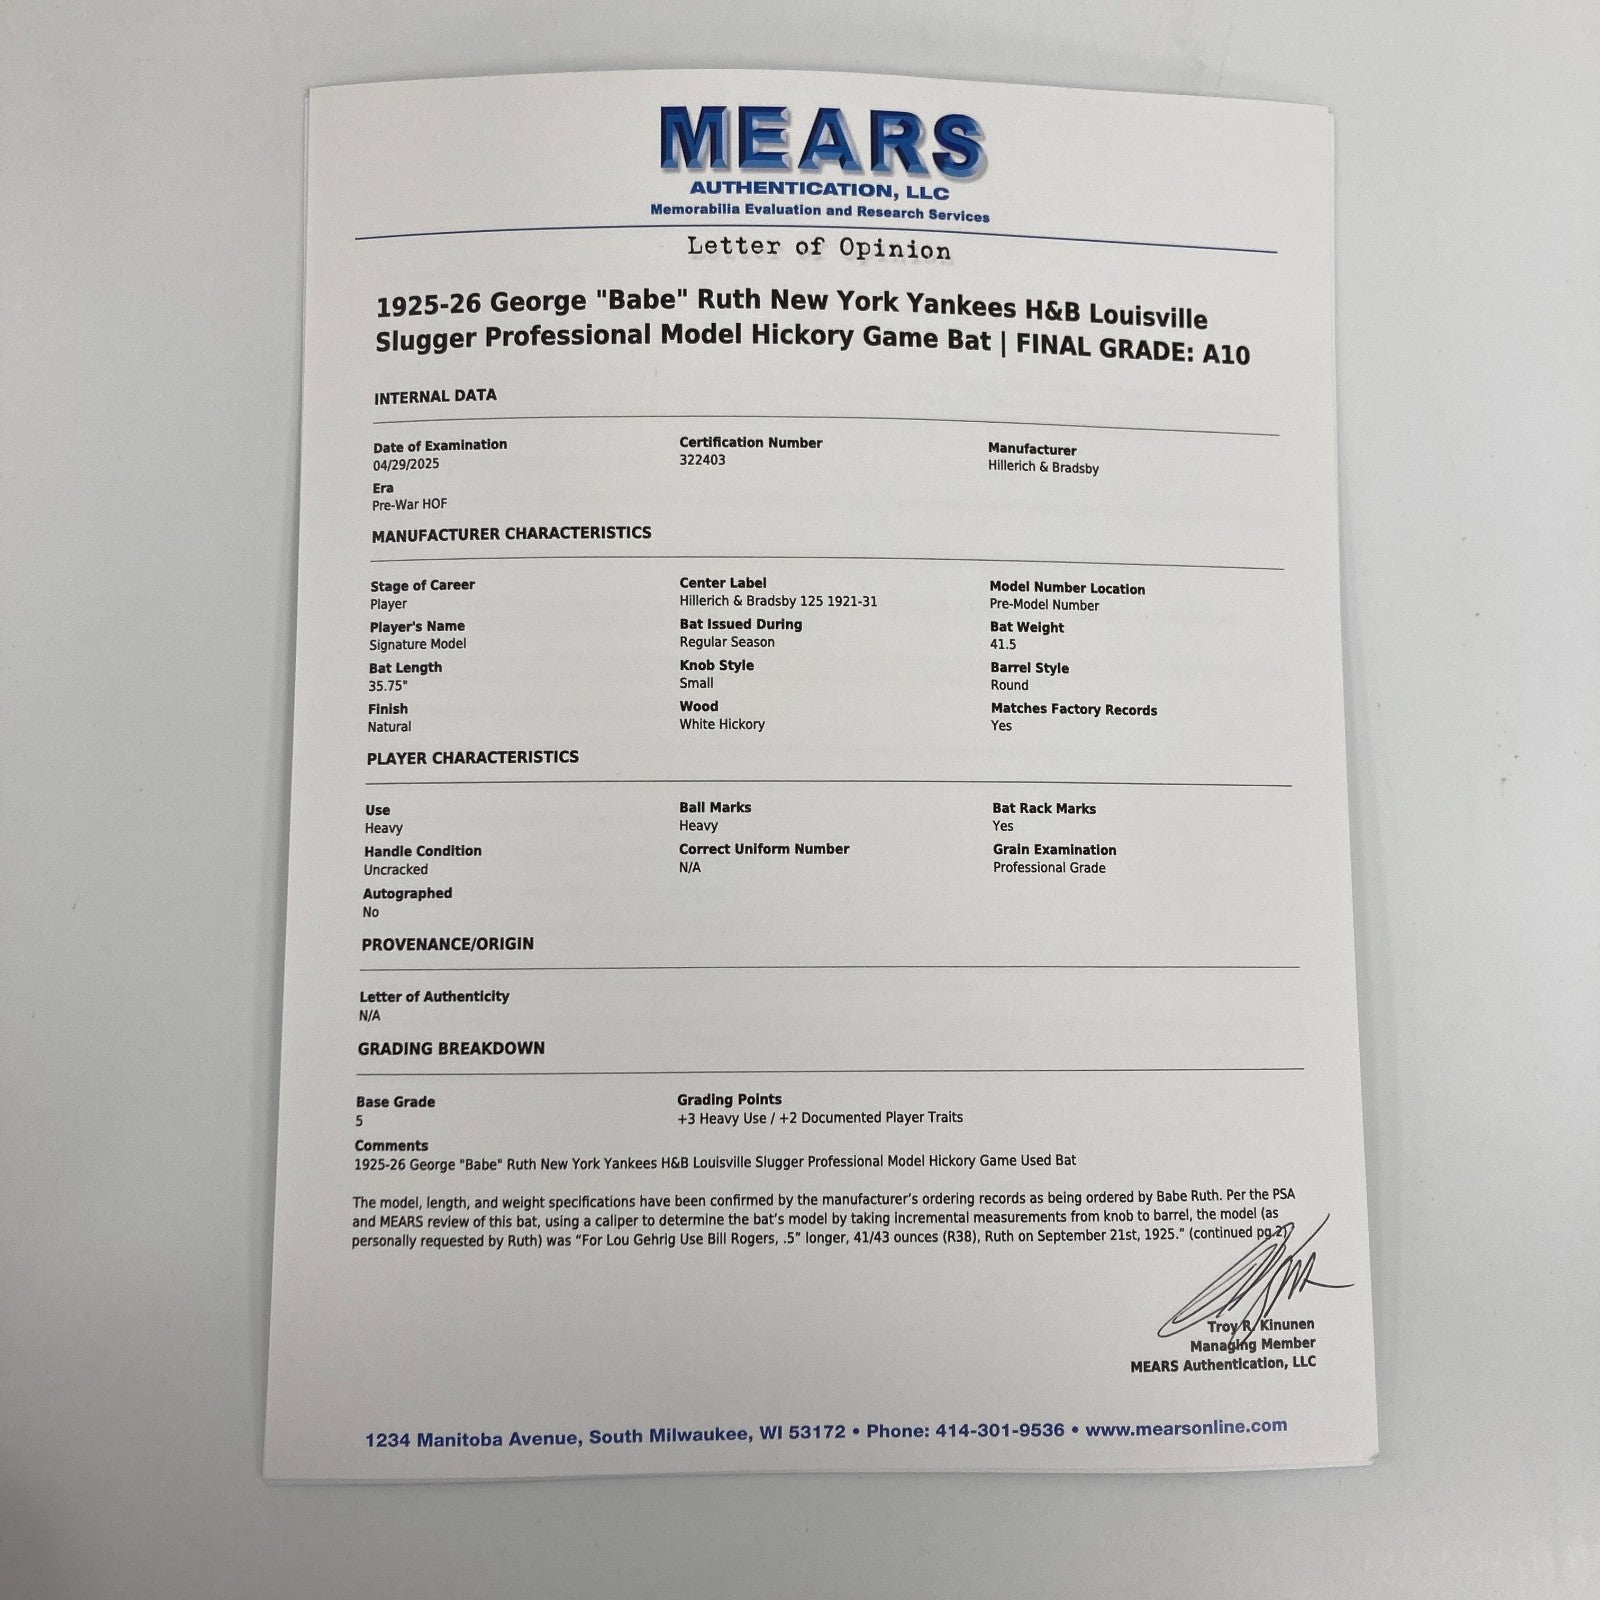 MEARS
AUTHENTICATION, LLC
Memorabilia Evaluation and Research Services
Letter of Opinion
1925-26 George "Babe" Ruth New York Yankees H&B Louisville
Slugger Professional Model Hickory Game Bat | FINAL GRADE: A10
INTERNAL DATA
Date of Examination Certification Number Manufacturer
04/29/2025 322403 Hillerich & Bradsby
Era
Pre-War HOF
MANUFACTURER CHARACTERISTICS
Stage of Career Center Label Model Number Location
Player Hillerich & Bradsby 125 1921-31 Pre-Model Number
Player's Name Bat Issued During Bat Weight
Signature Model Regular Season 41.5
Bat Length Knob Style Barrel Style
35.75" Small Round
Finish Wood Matches Factory Records
Natural White Hickory Yes
PLAYER CHARACTERISTICS
Use Ball Marks Bat Rack Marks
Heavy Heavy Yes
Handle Condition Correct Uniform Number Grain Examination
Uncracked N/A Professional Grade
Autographed
No
PROVENANCE/ORIGIN
Letter of Authenticity
N/A
GRADING BREAKDOWN
Base Grade Grading Points
5 +3 Heavy Use / +2 Documented Player Traits
Comments
1925-26 George "Babe" Ruth New York Yankees H&B Louisville Slugger Professional Model Hickory Game Used Bat
The model, length, and weight specifications have been confirmed by the manufacturer's ordering records as being ordered by Babe Ruth. Per the PSA
and MEARS review of this bat, using a caliper to determine the bat's model by taking incremental measurements from knob to barrel, the model (as
personally requested by Ruth) was "For Lou Gehrig Use Bill Rogers, .5" longer, 41/43 ounces (R38), Ruth on September 21st, 1925." (continued pg.2)
Troy R. Kinunen
Managing Member
MEARS Authentication, LLC
1234 Manitoba Avenue, South Milwaukee, WI 53172 • Phone: 414-301-9536 • www.mearsonline.com